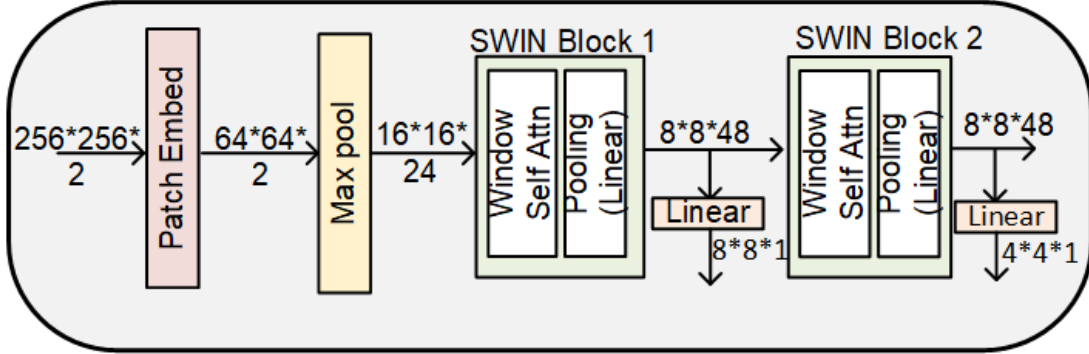 SWIN Block 1
SWIN Block 2
256*256*
2
Patch Embed
64*64*
2
Max pool
16*16*
24
Window
Self Attn
Pooling
(Linear)
8*8*48
Linear
8*8*1
Window
Self Attn
Pooling
(Linear)
8*8*48
Linear
4*4*1